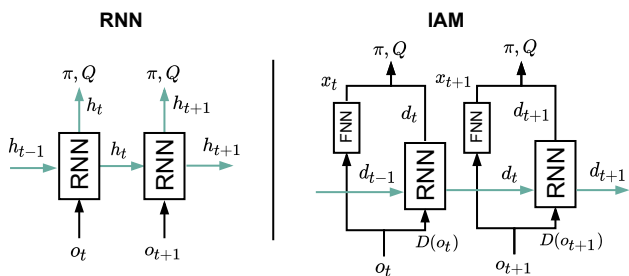 RNN
IAM
π, Q
π, Q
π, Q
π, Q
x_t
x_{t+1}
h_t
h_{t+1}
d_t
d_{t+1}
FNN
FNN
h_{t−1}
RNN
h_t
RNN
h_{t+1}
d_{t−1}
RNN
d_t
RNN
d_{t+1}
o_t
o_{t+1}
D(o_t)
D(o_{t+1})
o_t
o_{t+1}